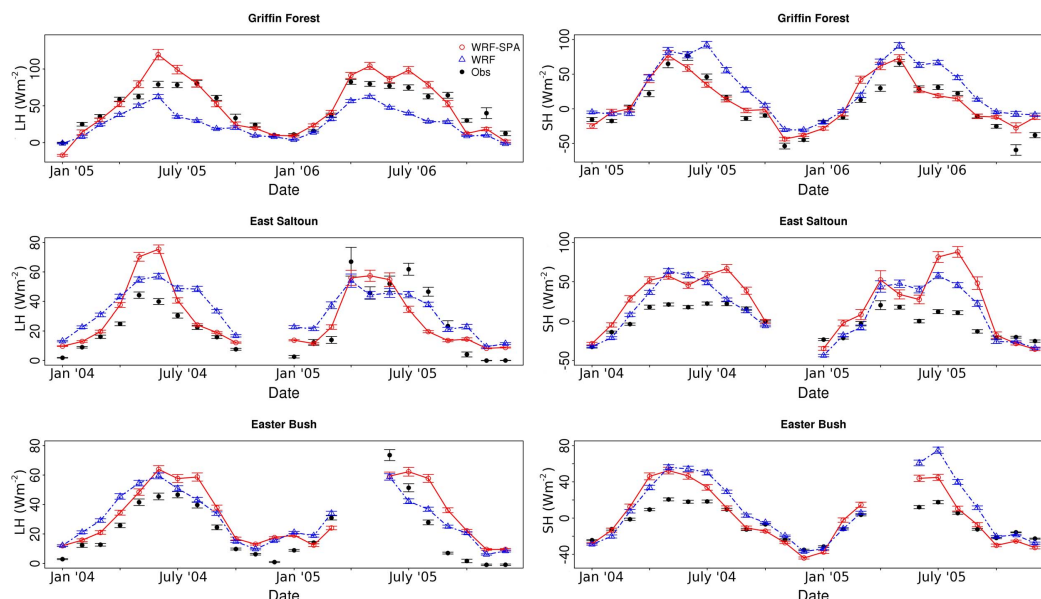 Griffin Forest
LH (Wm-2)
0 50 100
WRF-SPA
WRF
Obs
Jan '05 July '05 Jan '06 July '06
Date
Griffin Forest
SH (Wm-2)
-50 0 50 100
Jan '05 July '05 Jan '06 July '06
Date
East Saltoun
LH (Wm-2)
0 20 40 60 80
Jan '04 July '04 Jan '05 July '05
Date
East Saltoun
SH (Wm-2)
-50 0 50 100
Jan '04 July '04 Jan '05 July '05
Date
Easter Bush
LH (Wm-2)
0 20 40 60 80
Jan '04 July '04 Jan '05 July '05
Date
Easter Bush
SH (Wm-2)
-40 0 20 40 60 80
Jan '04 July '04 Jan '05 July '05
Date